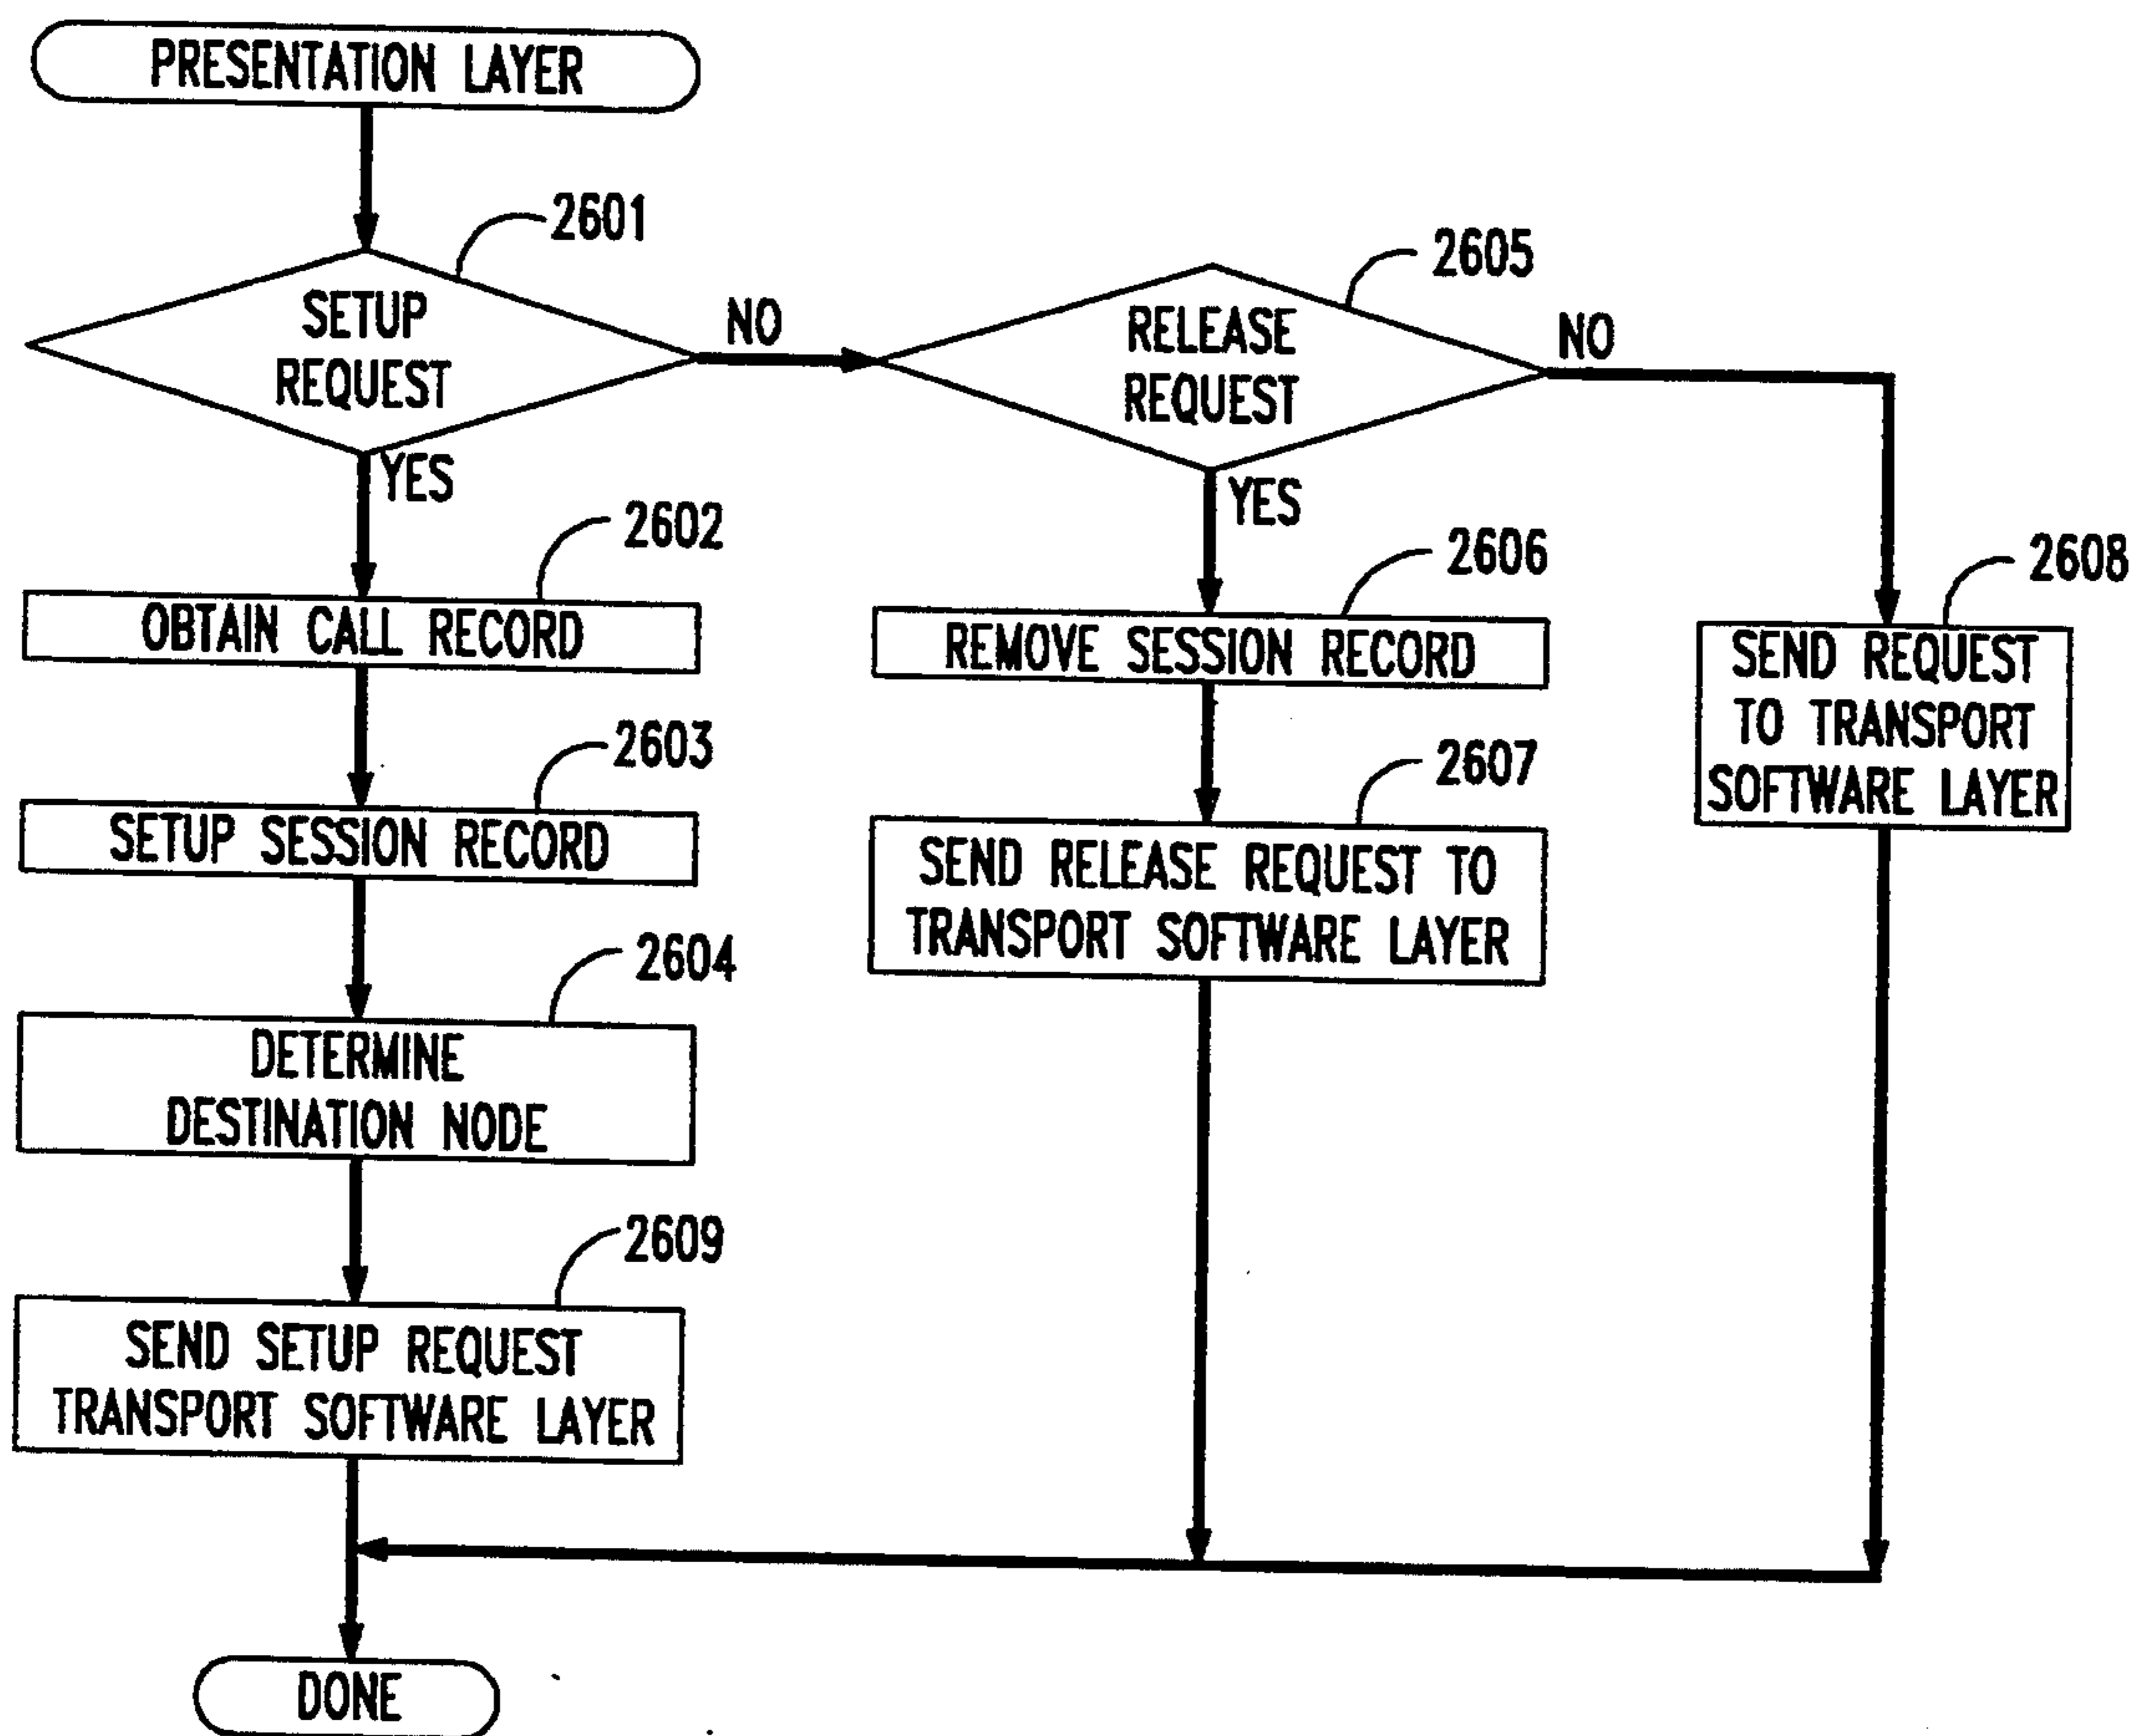 PRESENTATION LAYER
2601
SETUP
REQUEST
NO
YES
2605
RELEASE
REQUEST
NO
YES
2602
OBTAIN CALL RECORD
2603
SETUP SESSION RECORD
2604
DETERMINE
DESTINATION NODE
2609
SEND SETUP REQUEST
TRANSPORT SOFTWARE LAYER
2606
REMOVE SESSION RECORD
2607
SEND RELEASE REQUEST TO
TRANSPORT SOFTWARE LAYER
2608
SEND REQUEST
TO TRANSPORT
SOFTWARE LAYER
DONE